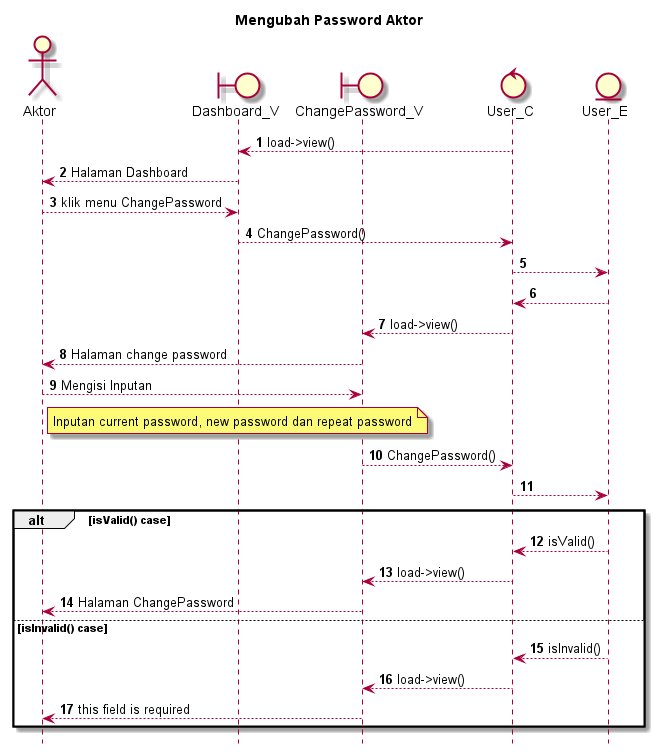 Mengubah Password Aktor
Aktor
Dashboard_V
ChangePassword_V
User_C
User_E
1 load->view()
2 Halaman Dashboard
3 klik menu ChangePassword
4 ChangePassword()
5
6
7 load->view()
8 Halaman change password
9 Mengisi Inputan
Inputan current password, new password dan repeat password
10 ChangePassword()
11
alt [isValid() case]
12 isValid()
13 load->view()
14 Halaman ChangePassword
[isInvalid() case]
15 isInvalid()
16 load->view()
17 this field is required